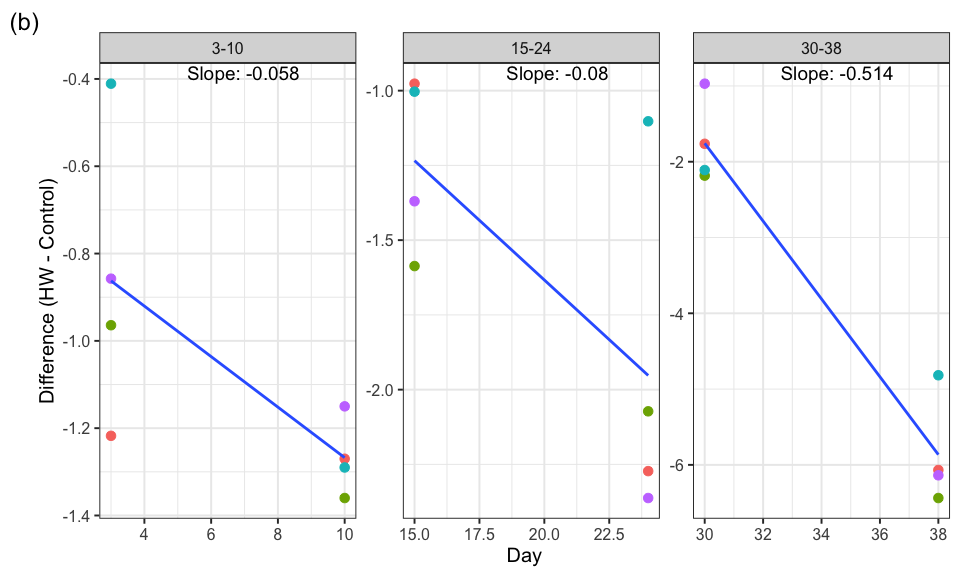 (b)
3-10
15-24
30-38
Slope: -0.058
Slope: -0.08
Slope: -0.514
Difference (HW - Control)
-0.4
-0.6
-0.8
-1.0
-1.2
-1.4
-1.0
-1.5
-2.0
-2
-4
-6
4 6 8 10
15.0 17.5 20.0 22.5
30 32 34 36 38
Day